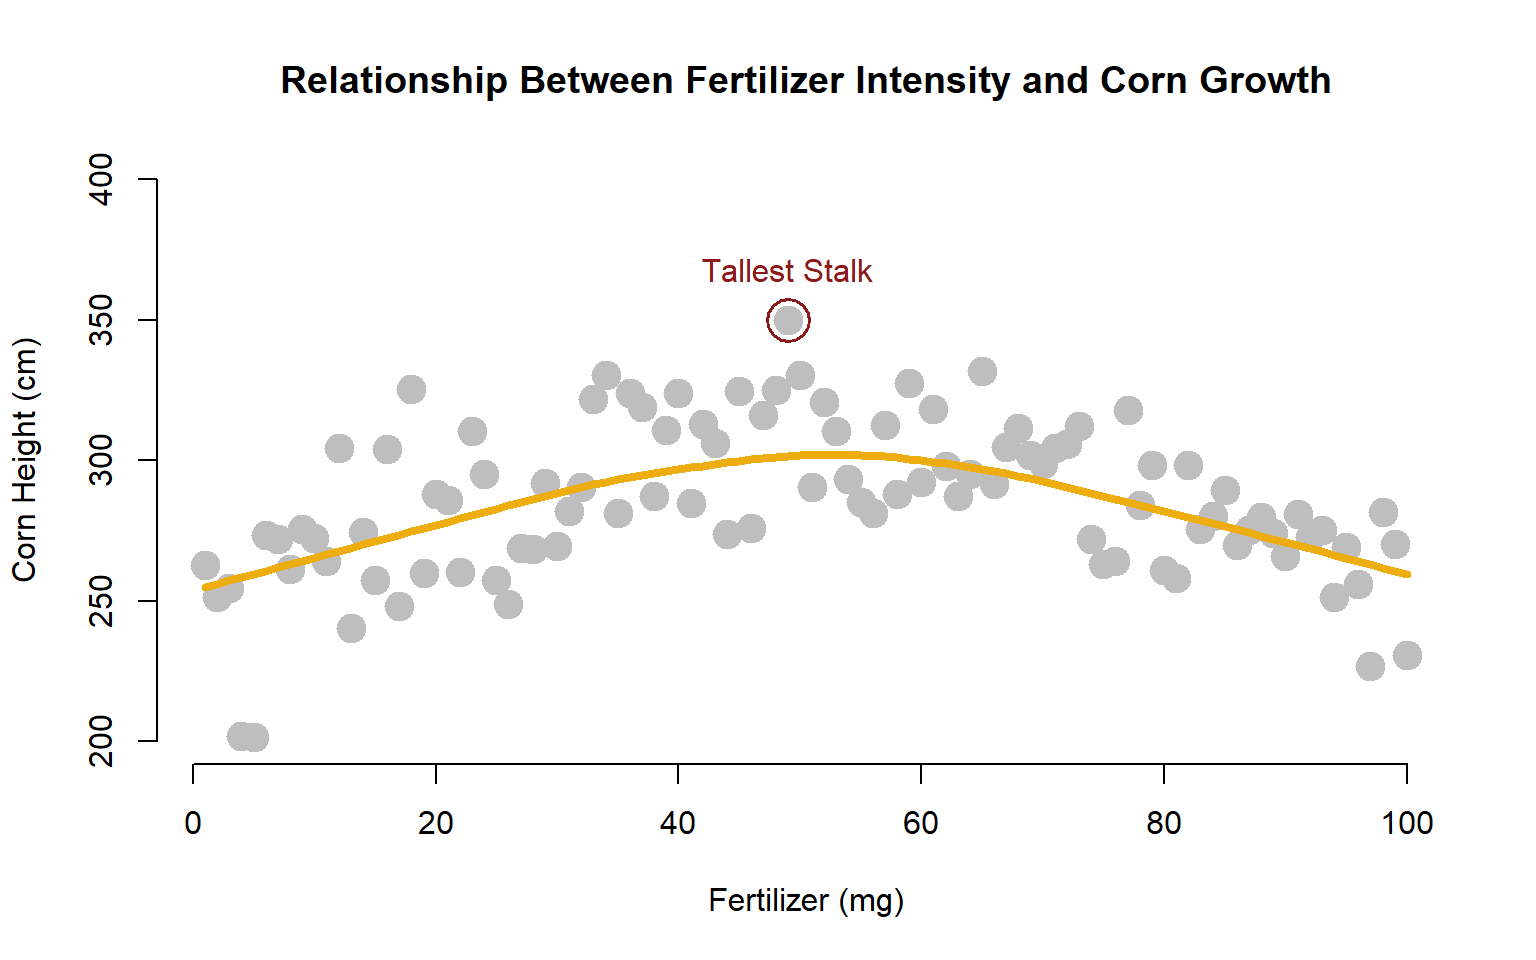 Relationship Between Fertilizer Intensity and Corn Growth
Tallest Stalk
Corn Height (cm)
400
350
300
250
200
0 20 40 60 80 100
Fertilizer (mg)